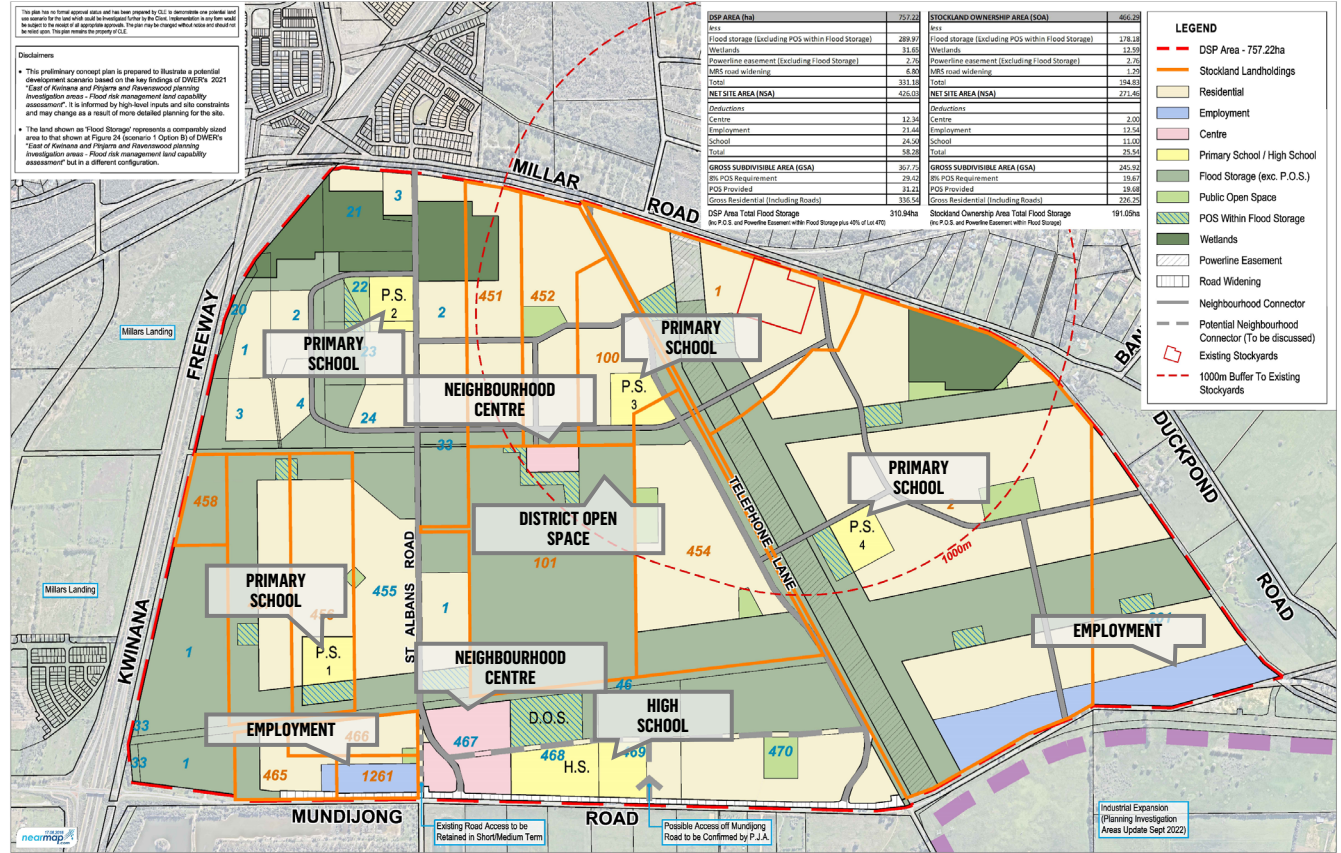 This plan has no formal approval status and has been prepared by CLE to demonstrate one potential land
use scenario for the land which could be investigated further by the Client. Implementation in any form would
be subject to the receipt of all appropriate approvals. The plan may be changed without notice and should not
be relied upon. This plan remains the property of CLE.
Disclaimers
• This preliminary concept plan is prepared to illustrate a potential
development scenario based on the key findings of DWER's 2021
"East of Kwinana and Pinjarra and Ravenswood planning
investigation areas - Flood risk management land capability
assessment". It is informed by high-level inputs and site constraints
and may change as a result of more detailed planning for the site.
• The land shown as 'Flood Storage' represents a comparably sized
area to that shown at Figure 24 (scenario 1 Option B) of DWER's
"East of Kwinana and Pinjarra and Ravenswood planning
investigation areas - Flood risk management land capability
assessment" but in a different configuration.
DSP AREA (ha) 757.22
less
Flood storage (Excluding POS within Flood Storage) 289.97
Wetlands 31.65
Powerline easement (Excluding Flood Storage) 2.76
MRS road widening 6.80
Total 331.18
NET SITE AREA (NSA) 426.03
Deductions
Centre 12.34
Employment 21.44
School 24.50
Total 58.28
GROSS SUBDIVISIBLE AREA (GSA) 367.75
8% POS Requirement 29.42
POS Provided 31.21
Gross Residential (Including Roads) 336.54
DSP Area Total Flood Storage 310.94ha
(inc P.O.S. and Powerline Easement within Flood Storage plus 40% of Lot 470)
STOCKLAND OWNERSHIP AREA (SOA) 466.29
less
Flood storage (Excluding POS within Flood Storage) 178.18
Wetlands 12.59
Powerline easement (Excluding Flood Storage) 2.76
MRS road widening 1.29
Total 194.83
NET SITE AREA (NSA) 271.46
Deductions
Centre 2.00
Employment 12.54
School 11.00
Total 25.54
GROSS SUBDIVISIBLE AREA (GSA) 245.92
8% POS Requirement 19.67
POS Provided 19.68
Gross Residential (Including Roads) 226.25
Stockland Ownership Area Total Flood Storage 191.05ha
(inc P.O.S. and Powerline Easement within Flood Storage)
LEGEND
DSP Area - 757.22ha
Stockland Landholdings
Residential
Employment
Centre
Primary School / High School
Flood Storage (exc. P.O.S.)
Public Open Space
POS Within Flood Storage
Wetlands
Powerline Easement
Road Widening
Neighbourhood Connector
Potential Neighbourhood
Connector (To be discussed)
Existing Stockyards
1000m Buffer To Existing
Stockyards
MILLAR
ROAD
3
21
22
P.S.
2
20
2
2
451
452
1
Millars Landing
FREEWAY
1
PRIMARY
SCHOOL
23
PRIMARY
SCHOOL
100
P.S.
3
BAN
NEIGHBOURHOOD
CENTRE
3
4
24
33
DUCKPOND
ROAD
458
PRIMARY
SCHOOL
2
P.S.
4
TELEPHONE
LANE
DISTRICT OPEN
SPACE
454
1000m
101
ST ALBANS ROAD
455
1
Millars Landing
PRIMARY
SCHOOL
456
P.S.
1
1
201
EMPLOYMENT
KWINANA
NEIGHBOURHOOD
CENTRE
46
HIGH
SCHOOL
D.O.S.
33
EMPLOYMENT
466
467
468
469
470
33
1
465
1261
H.S.
MUNDIJONG
ROAD
Existing Road Access to be
Retained in Short/Medium Term
Possible Access off Mundijong
Road to be Confirmed by P.J.A.
Industrial Expansion
(Planning Investigation
Areas Update Sept 2022)
nearmap
.com